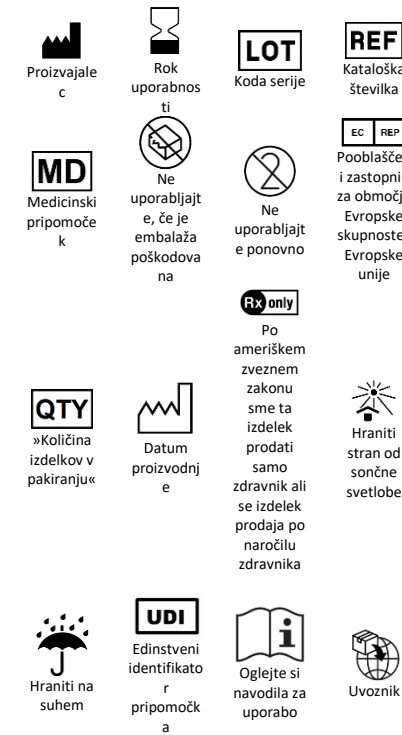 Proizvajale
c
Rok
uporabnos
ti
LOT
Koda serije
REF
Kataloška
številka
MD
Medicinski
pripomoče
k
Ne
uporabljajt
e, če je
embalaža
poškodova
na
2
Ne
uporabljajt
e ponovno
EC REP
Pooblašče
i zastopni
za območj
Evropske
skupnoste
Evropske
unije
QTY
»Količina
izdelkov v
pakiranju«
Datum
proizvodnj
e
Rx only
Po
ameriškem
zveznem
zakonu
sme ta
izdelek
prodati
samo
zdravnik ali
se izdelek
prodaja po
naročilu
zdravnika
Hraniti
stran od
sončne
svetlobe
Hraniti na
suhem
UDI
Edinstveni
identifikato
r
pripomočk
a
i
Oglejte si
navodila za
uporabo
Uvoznik